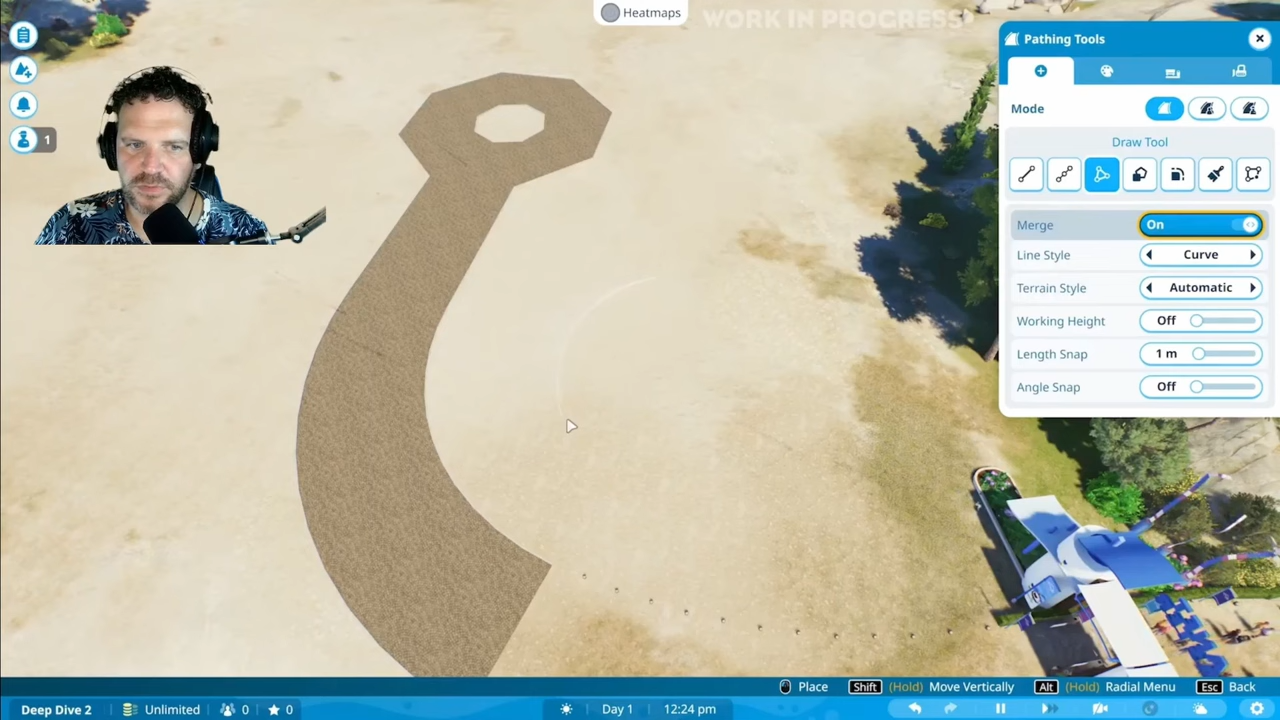 Heatmaps
WORK IN PROGRESS
Pathing Tools
1
Mode
Draw Tool
Merge On
Line Style Curve
Terrain Style Automatic
Working Height Off
Length Snap 1 m
Angle Snap Off
Place Shift (Hold) Move Vertically Alt (Hold) Radial Menu Esc Back
Deep Dive 2 Unlimited 0 0 Day 1 12:24 pm